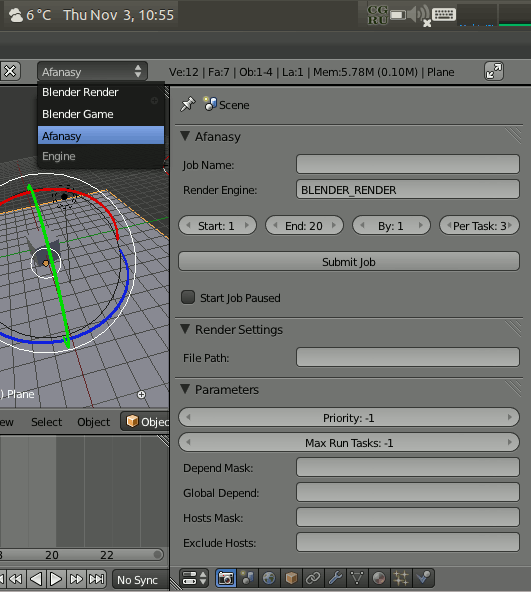 6 °C Thu Nov 3, 10:55 CG RU
Afanasy Ve:12 | Fa:7 | Ob:1-4 | La:1 | Mem:5.78M (0.10M) | Plane
Blender Render
Blender Game
Afanasy
Engine
Scene
Afanasy
Job Name:
Render Engine: BLENDER_RENDER
Start: 1 End: 20 By: 1 Per Task: 3
Submit Job
Start Job Paused
Render Settings
File Path:
) Plane
Parameters
Priority: -1
ew Select Object Objec
Max Run Tasks: -1
Depend Mask:
Global Depend:
Hosts Mask:
Exclude Hosts:
8 20 22
No Sync